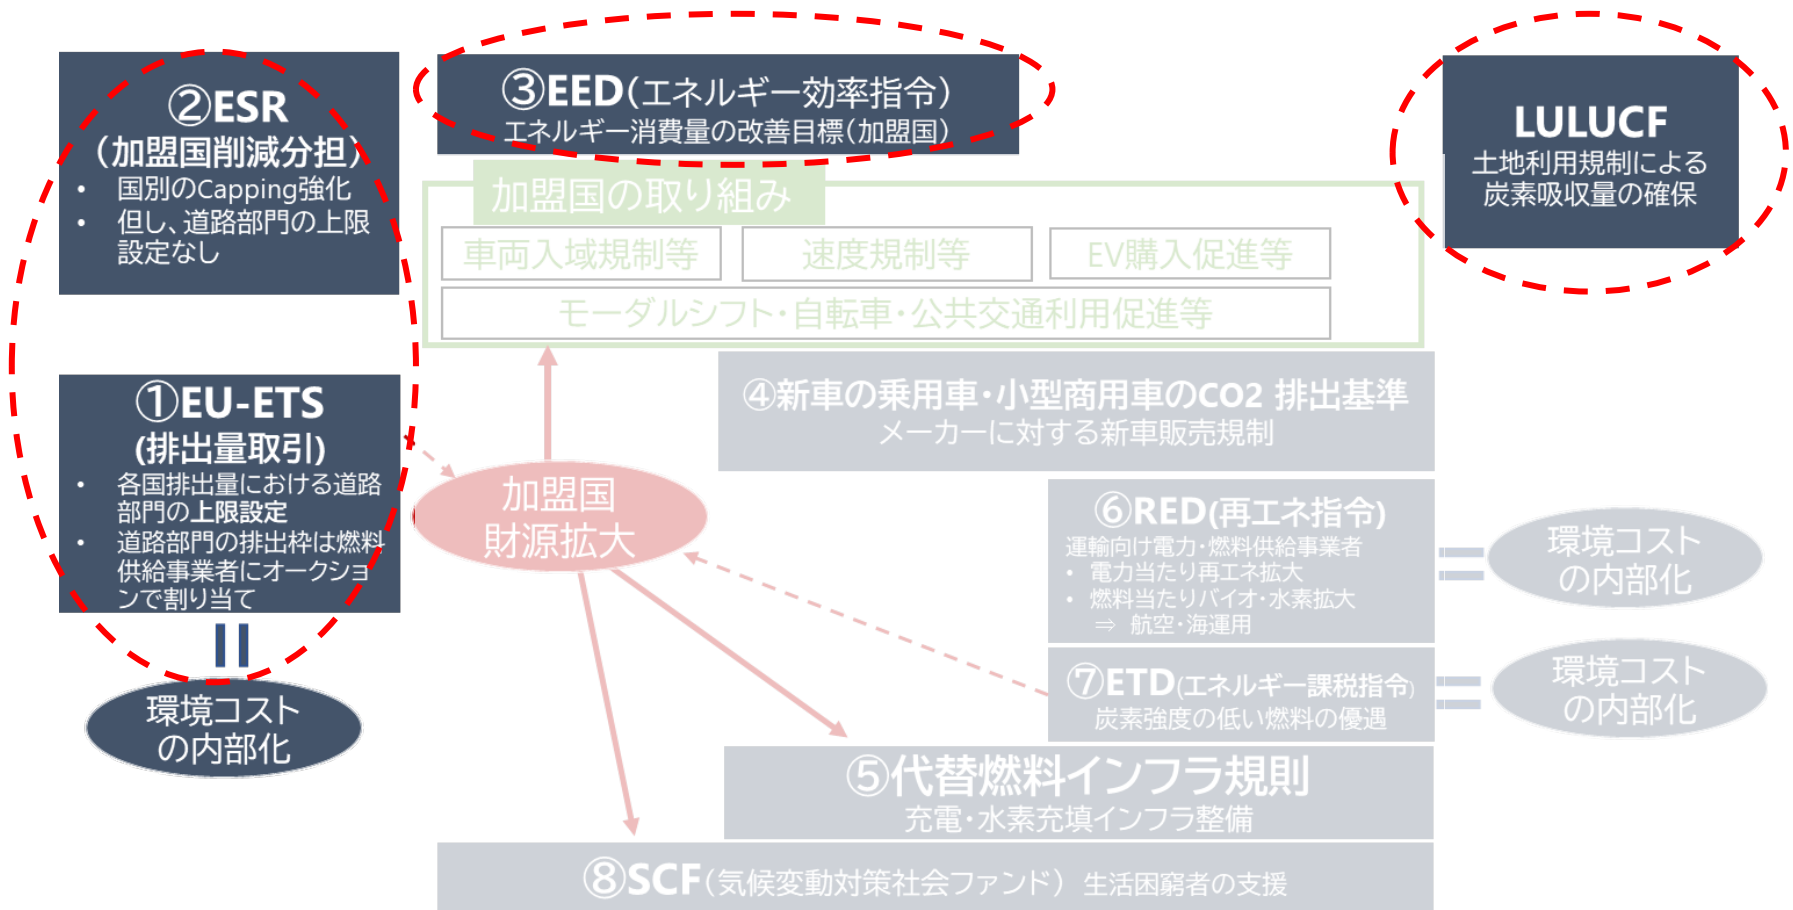 ②ESR
（加盟国削減分担）
• 国別のCapping強化
• 但し、道路部門の上限
設定なし
①EU-ETS
(排出量取引)
• 各国排出量における道路
部門の上限設定
• 道路部門の排出枠は燃料
供給事業者にオークショ
ンで割り当て
環境コスト
の内部化
③EED（エネルギー効率指令）
エネルギー消費量の改善目標（加盟国）
LULUCF
土地利用規制による
炭素吸収量の確保
加盟国の取り組み
車両入域規制等
速度規制等
EV購入促進等
モーダルシフト・自転車・公共交通利用促進等
④新車の乗用車・小型商用車のCO2 排出基準
メーカーに対する新車販売規制
加盟国
財源拡大
⑥RED(再エネ指令)
運輸向け電力・燃料供給事業者
• 電力当たり再エネ拡大
• 燃料当たりバイオ・水素拡大
⇒ 航空・海運用
環境コスト
の内部化
⑦ETD(エネルギー課税指令)
炭素強度の低い燃料の優遇
環境コスト
の内部化
⑤代替燃料インフラ規則
充電・水素充填インフラ整備
⑧SCF（気候変動対策社会ファンド） 生活困窮者の支援